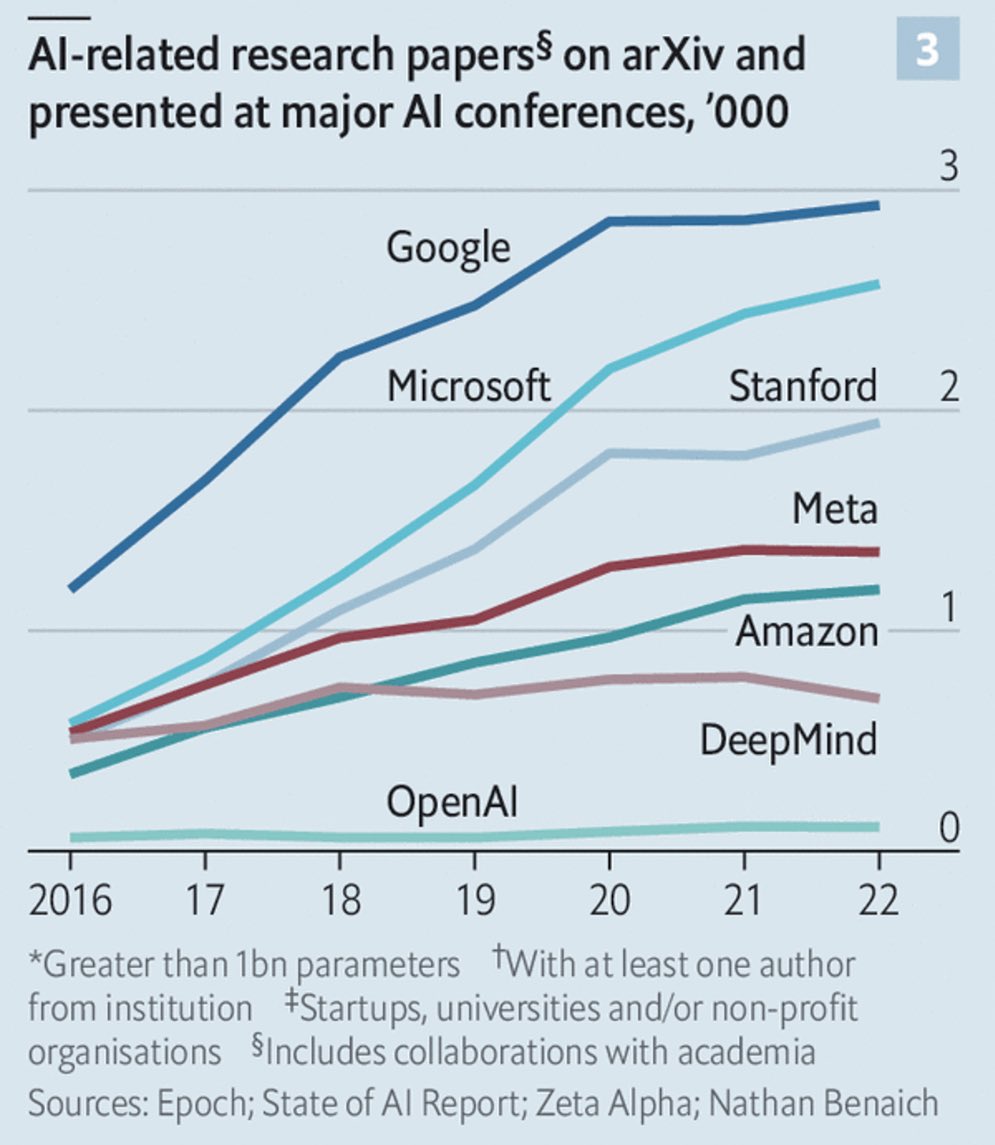 AI-related research papers§ on arXiv and
presented at major AI conferences, ’000
3
3
Google
Microsoft
Stanford
2
Meta
1
Amazon
DeepMind
OpenAI
0
2016 17 18 19 20 21 22
*Greater than 1bn parameters †With at least one author
from institution ‡Startups, universities and/or non-profit
organisations §Includes collaborations with academia
Sources: Epoch; State of AI Report; Zeta Alpha; Nathan Benaich